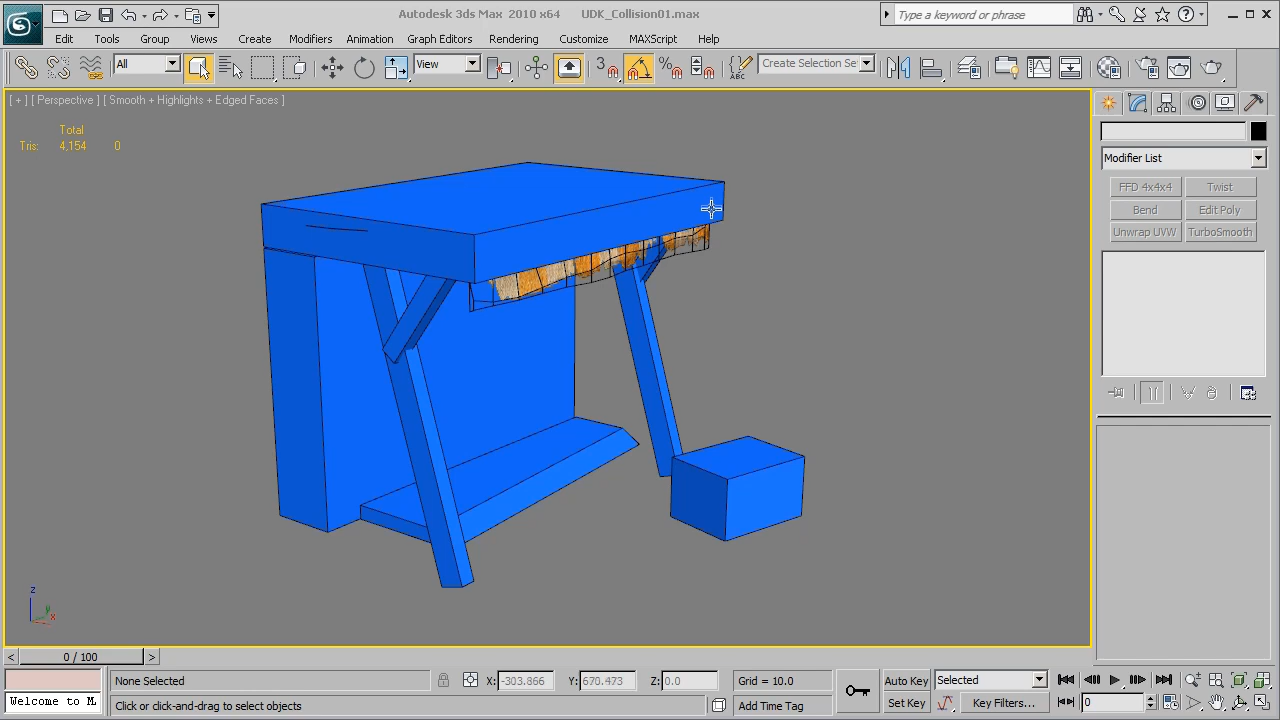 Autodesk 3ds Max 2010 x64 UDK_Collision01.max
Type a keyword or phrase
Edit Tools Group Views Create Modifiers Animation Graph Editors Rendering Customize MAXScript Help
All View 3 Create Selection Se
[ + ] [ Perspective ] [ Smooth + Highlights + Edged Faces ]
Total
Tris: 4,154 0
Modifier List
FFD 4x4x4 Twist
Bend Edit Poly
Unwrap UVW TurboSmooth
z
y
x
< 0 / 100 >
None Selected X: -303.866 Y: 670.473 Z: 0.0 Grid = 10.0 Auto Key Selected
Welcome to M Click or click-and-drag to select objects Add Time Tag Set Key Key Filters... 0